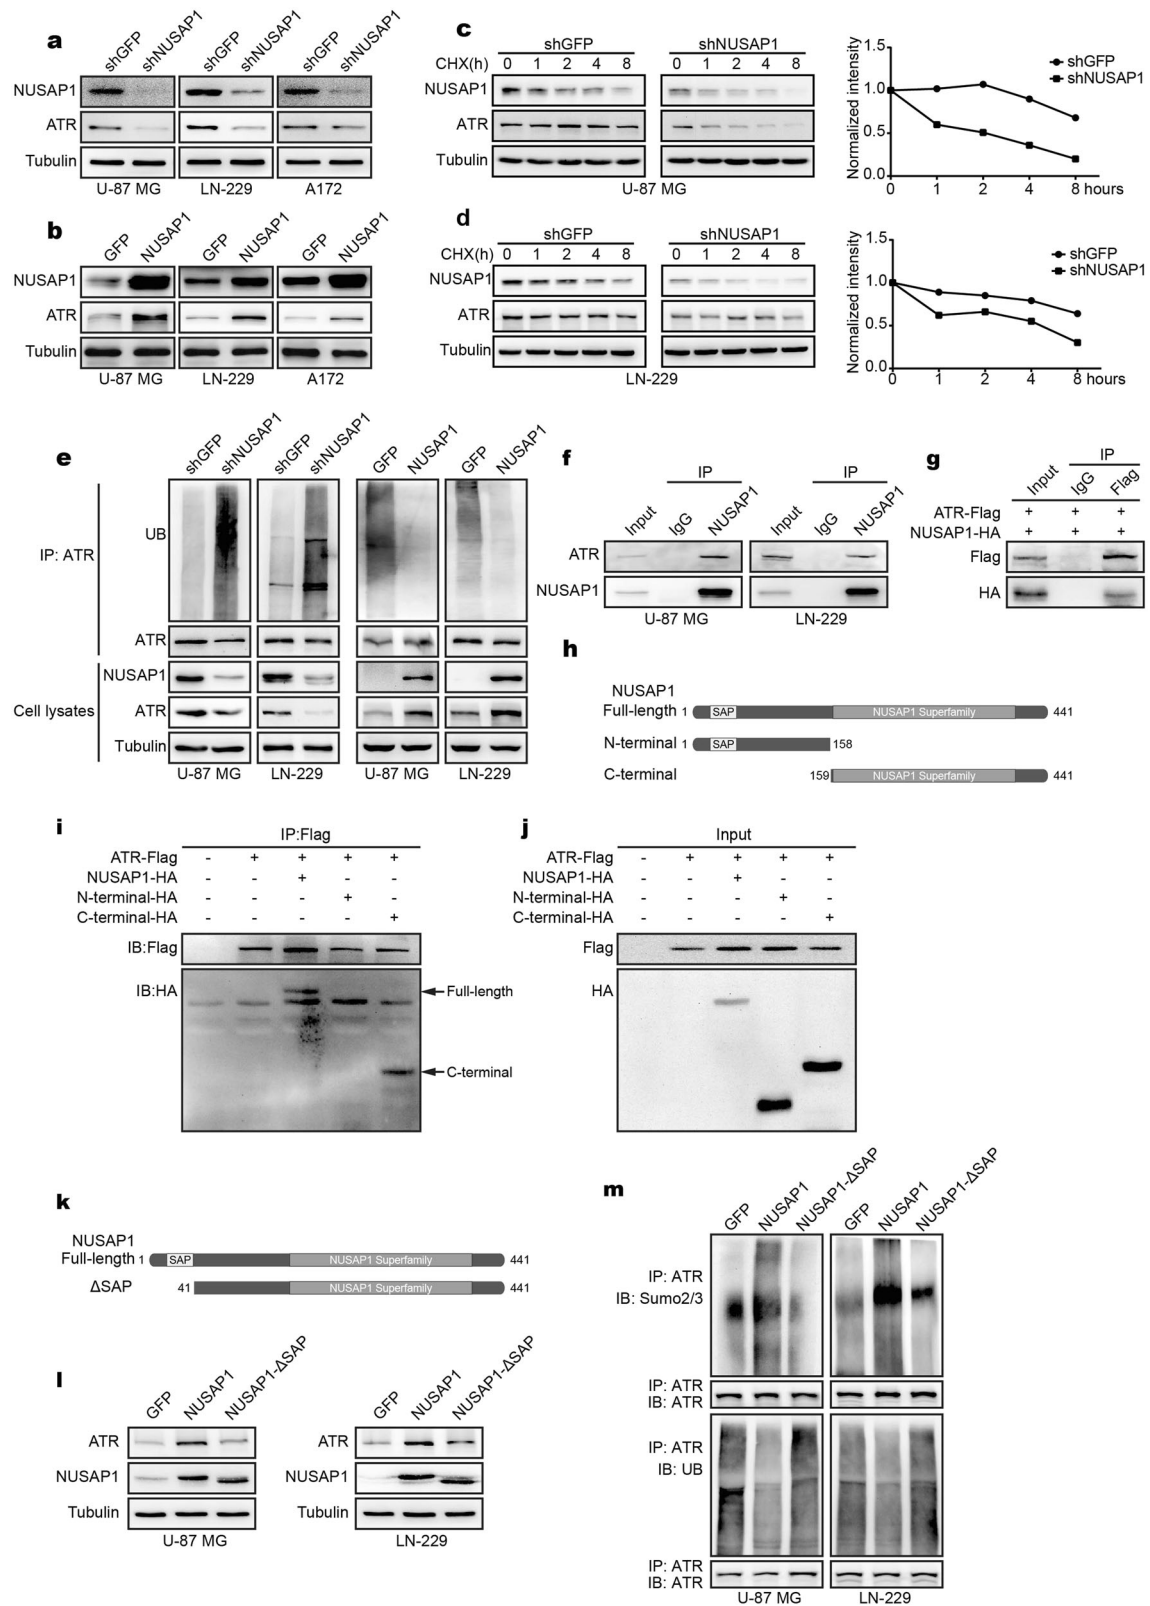 a
shGFP shNUSAP1 shGFP shNUSAP1 shGFP shNUSAP1
NUSAP1
ATR
Tubulin
U-87 MG LN-229 A172
b
GFP NUSAP1 GFP NUSAP1 GFP NUSAP1
NUSAP1
ATR
Tubulin
U-87 MG LN-229 A172
c
shGFP shNUSAP1
CHX(h) 0 1 2 4 8 0 1 2 4 8
NUSAP1
ATR
Tubulin
U-87 MG
Normalized intensity
1.5
1.0
0.5
0.0
0 1 2 4 8 hours
shGFP
shNUSAP1
d
shGFP shNUSAP1
CHX(h) 0 1 2 4 8 0 1 2 4 8
NUSAP1
ATR
Tubulin
LN-229
Normalized intensity
1.5
1.0
0.5
0.0
0 1 2 4 8 hours
shGFP
shNUSAP1
e
shGFP shNUSAP1 shGFP shNUSAP1 GFP NUSAP1 GFP NUSAP1
IP: ATR
UB
ATR
Cell lysates
NUSAP1
ATR
Tubulin
U-87 MG LN-229 U-87 MG LN-229
f
IP IP
Input IgG NUSAP1 Input IgG NUSAP1
ATR
NUSAP1
U-87 MG LN-229
g
IP
Input IgG Flag
ATR-Flag + + +
NUSAP1-HA + + +
Flag
HA
h
NUSAP1
Full-length 1 SAP NUSAP1 Superfamily 441
N-terminal 1 SAP 158
C-terminal 159 NUSAP1 Superfamily 441
i
IP:Flag
ATR-Flag - + + + +
NUSAP1-HA - - + - -
N-terminal-HA - - - + -
C-terminal-HA - - - - +
IB:Flag
IB:HA
Full-length
C-terminal
j
Input
ATR-Flag - + + + +
NUSAP1-HA - - + - -
N-terminal-HA - - - + -
C-terminal-HA - - - - +
Flag
HA
k
NUSAP1
Full-length 1 SAP NUSAP1 Superfamily 441
ΔSAP 41 NUSAP1 Superfamily 441
l
GFP NUSAP1 NUSAP1-ΔSAP
ATR
NUSAP1
Tubulin
U-87 MG
GFP NUSAP1 NUSAP1-ΔSAP
ATR
NUSAP1
Tubulin
LN-229
m
GFP NUSAP1 NUSAP1-ΔSAP GFP NUSAP1 NUSAP1-ΔSAP
IP: ATR
IB: Sumo2/3
IP: ATR
IB: ATR
IP: ATR
IB: UB
IP: ATR
IB: ATR
U-87 MG LN-229